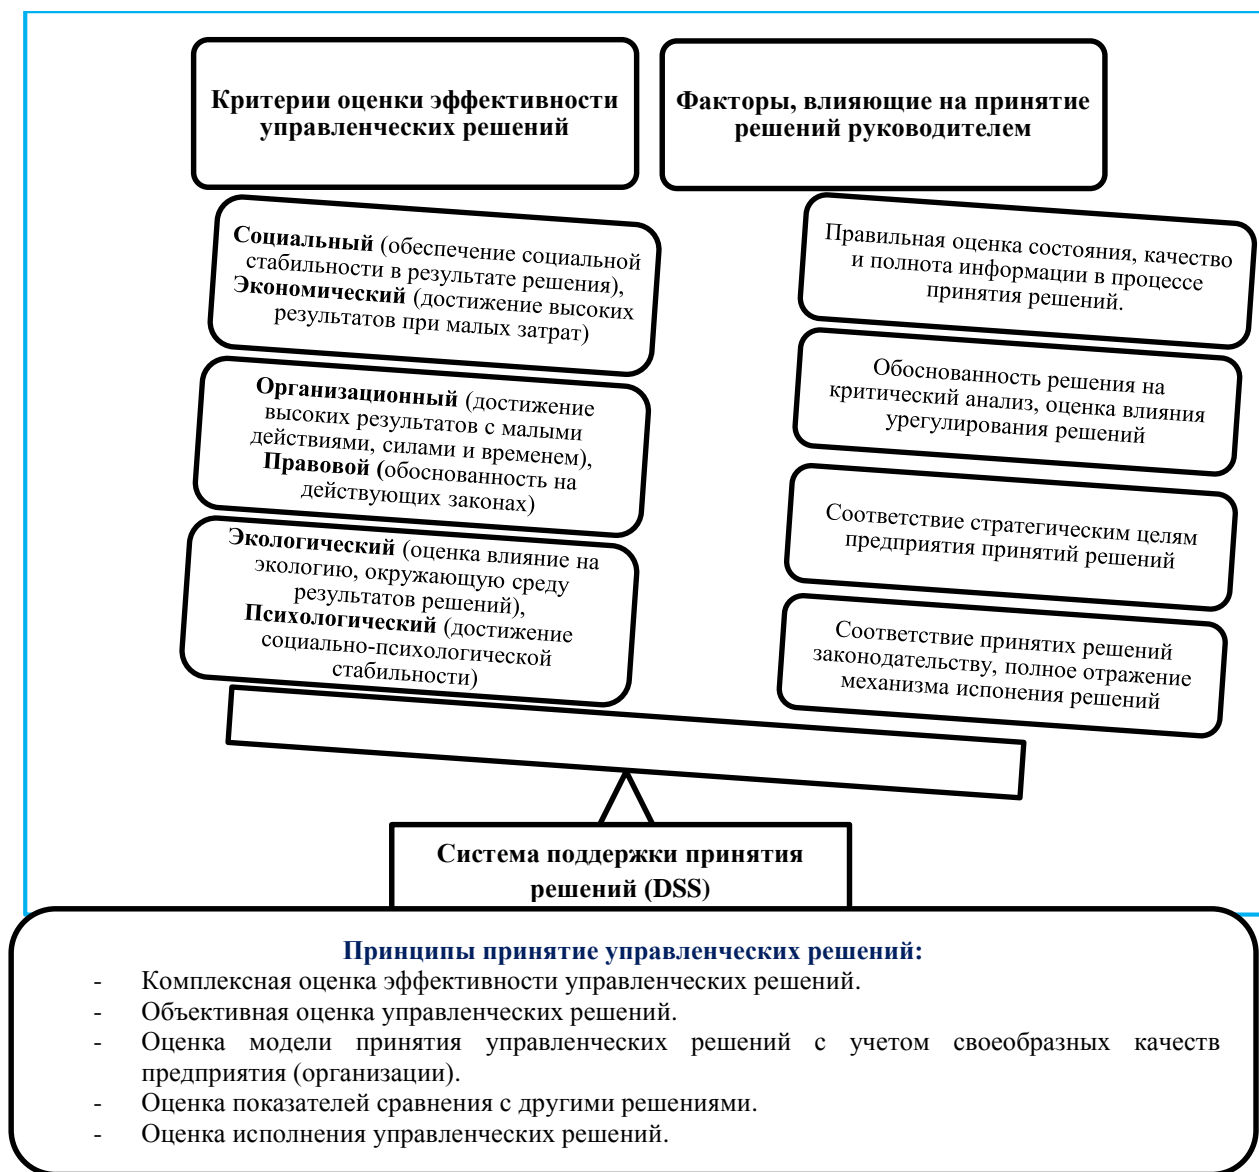 Критерии оценки эффективности
управленческих решений
Факторы, влияющие на принятие
решений руководителем
Социальный (обеспечение социальной
стабильности в результате решения),
Экономический (достижение высоких
результатов при малых затрат)
Организационный (достижение
высоких результатов с малыми
действиями, силами и временем),
Правовой (обоснованность на
действующих законах)
Экологический (оценка влияние на
экологию, окружающую среду
результатов решений),
Психологический (достижение
социально-психологической
стабильности)
Правильная оценка состояния, качество
и полнота информации в процессе
принятия решений.
Обоснованность решения на
критический анализ, оценка влияния
урегулирования решений
Соответствие стратегическим целям
предприятия принятий решений
Соответствие принятих решений
законодательству, полное отражение
механизма испонения решений
Система поддержки принятия
решений (DSS)
Принципы принятие управленческих решений:
- Комплексная оценка эффективности управленческих решений.
- Объективная оценка управленческих решений.
- Оценка модели принятия управленческих решений с учетом своеобразных качеств
предприятия (организации).
- Оценка показателей сравнения с другими решениями.
- Оценка исполнения управленческих решений.